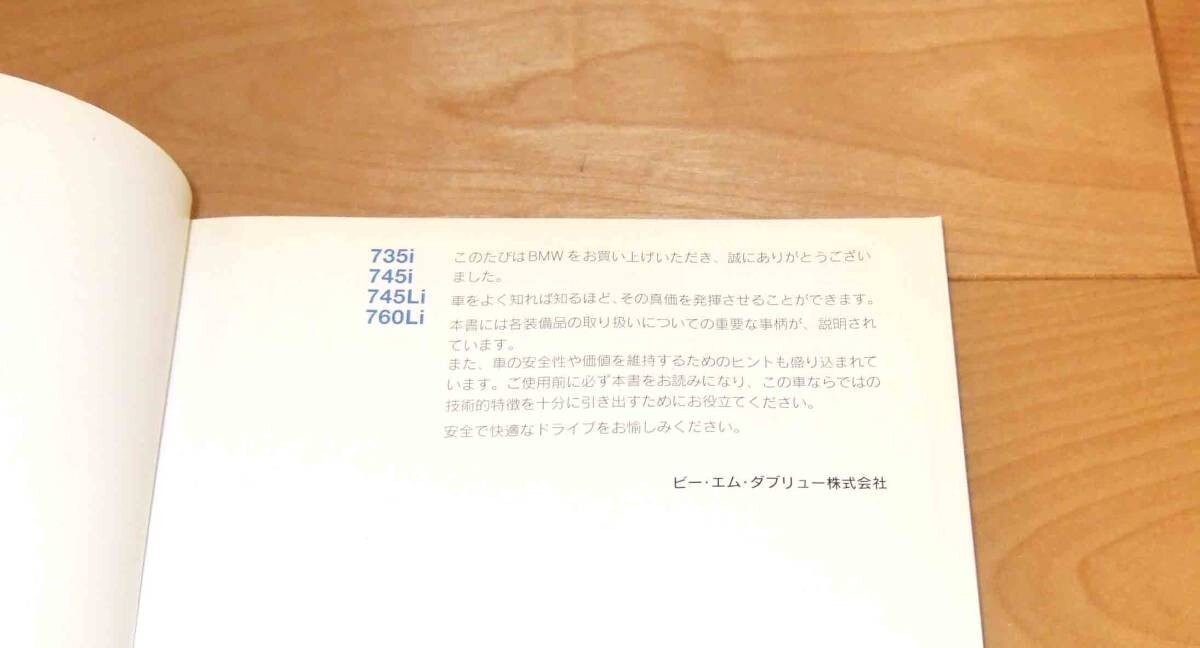 735i
745i
745Li
760Li
このたびはBMWをお買い上げいただき、誠にありがとうござい
ました。
車をよく知れば知るほど、その真価を発揮させることができます。
本書には各装備品の取り扱いについての重要な事柄が、説明され
ています。
また、車の安全性や価値を維持するためのヒントも盛り込まれて
います。ご使用前に必ず本書をお読みになり、この車ならではの
技術的特徴を十分に引き出すためにお役立てください。
安全で快適なドライブをお愉しみください。
ビー・エム・ダブリュー株式会社